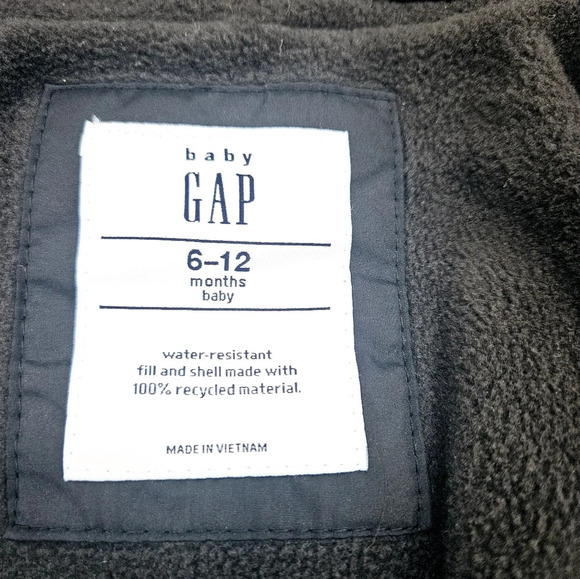 baby
GAP
6–12
months
baby
water-resistant
fill and shell made with
100% recycled material.
MADE IN VIETNAM